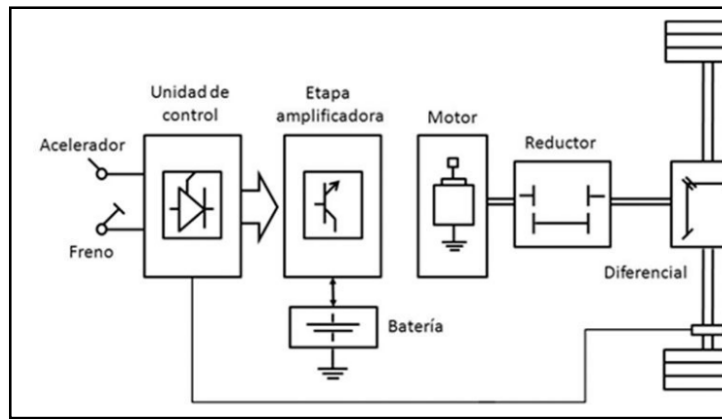 Unidad de
control
Etapa
amplificadora
Motor
Reductor
Acelerador
Freno
Diferencial
Batería